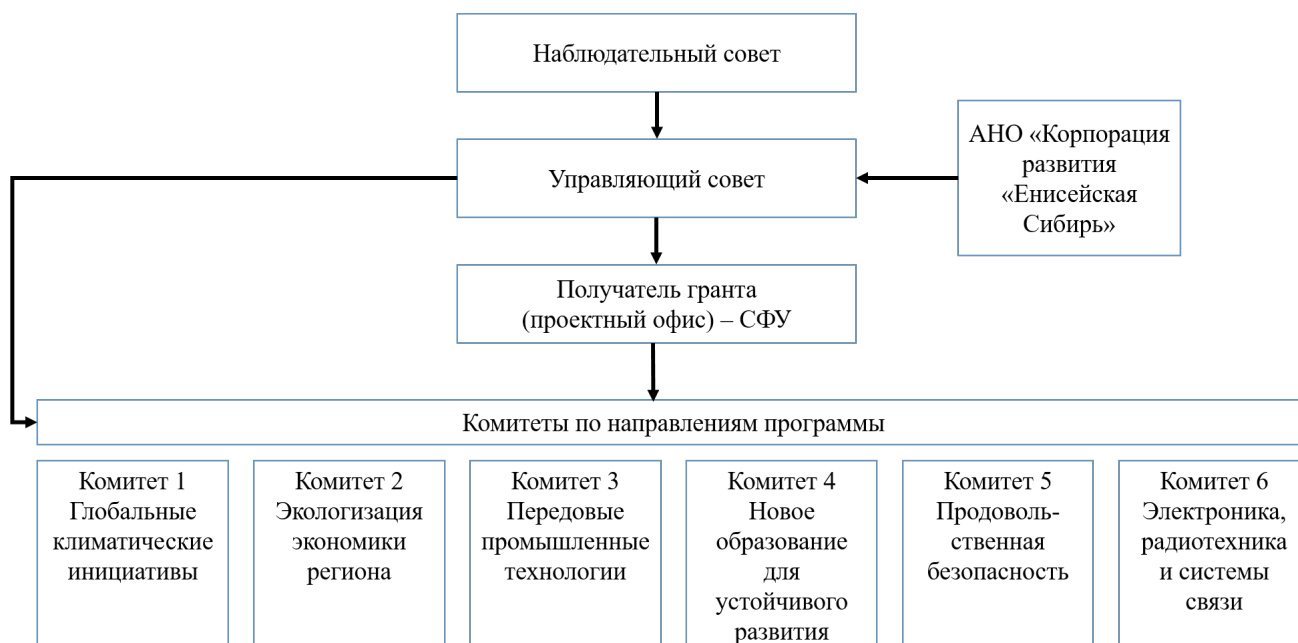 Наблюдательный совет
АНО «Корпорация
развития
«Енисейская
Сибирь»
Управляющий совет
Получатель гранта
(проектный офис) – СФУ
Комитеты по направлениям программы
Комитет 1
Глобальные
климатические
инициативы
Комитет 2
Экологизация
экономики
региона
Комитет 3
Передовые
промышленные
технологии
Комитет 4
Новое
образование
для
устойчивого
развития
Комитет 5
Продоволь-
ственная
безопасность
Комитет 6
Электроника,
радиотехника
и системы
связи